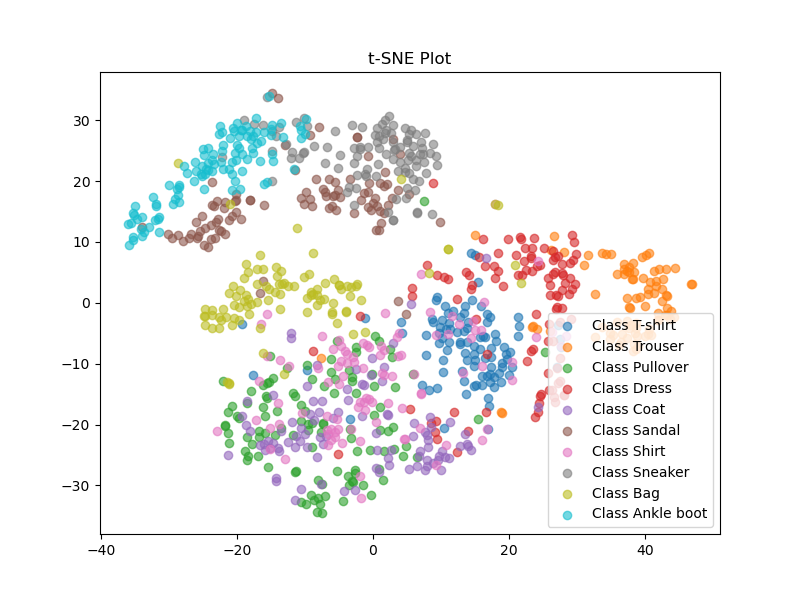 t-SNE Plot
30
20
10
0
−10
−20
−30
−40
−20
0
20
40
Class T-shirt
Class Trouser
Class Pullover
Class Dress
Class Coat
Class Sandal
Class Shirt
Class Sneaker
Class Bag
Class Ankle boot